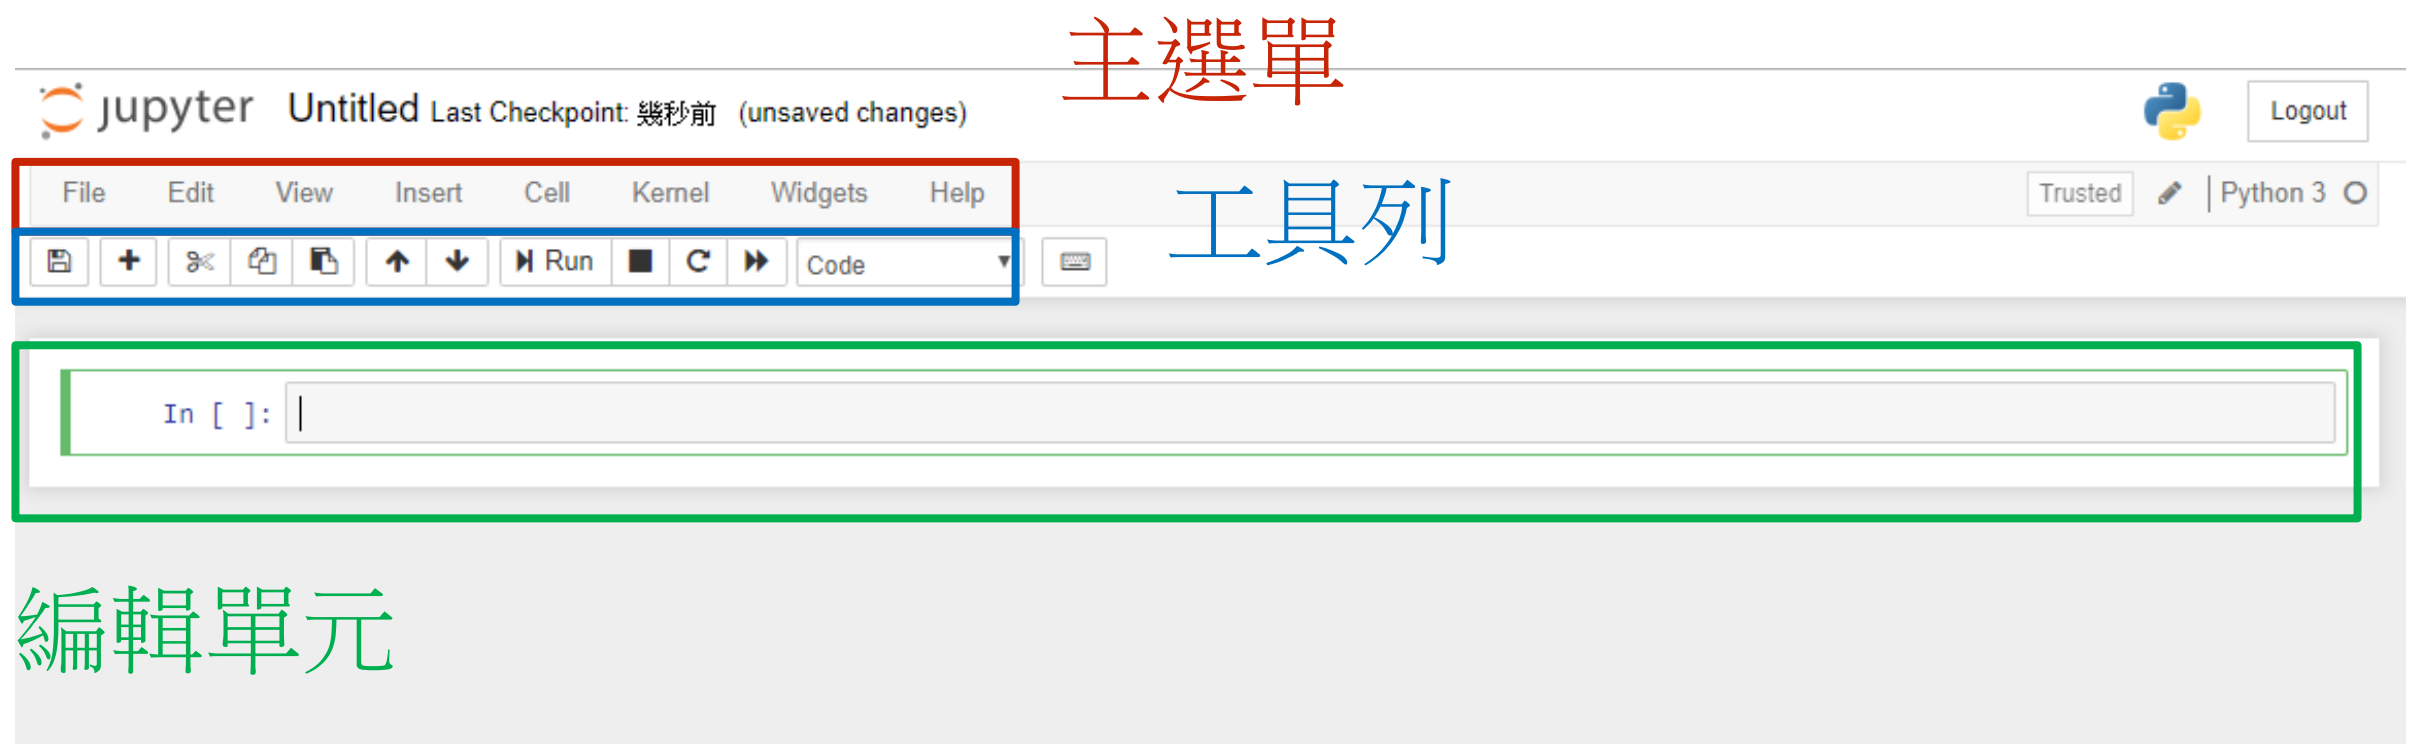 主選單
jupyter Untitled Last Checkpoint: 幾秒前 (unsaved changes) Logout
File Edit View Insert Cell Kernel Widgets Help Trusted Python 3
工具列
Run Code
In [ ]:
編輯單元